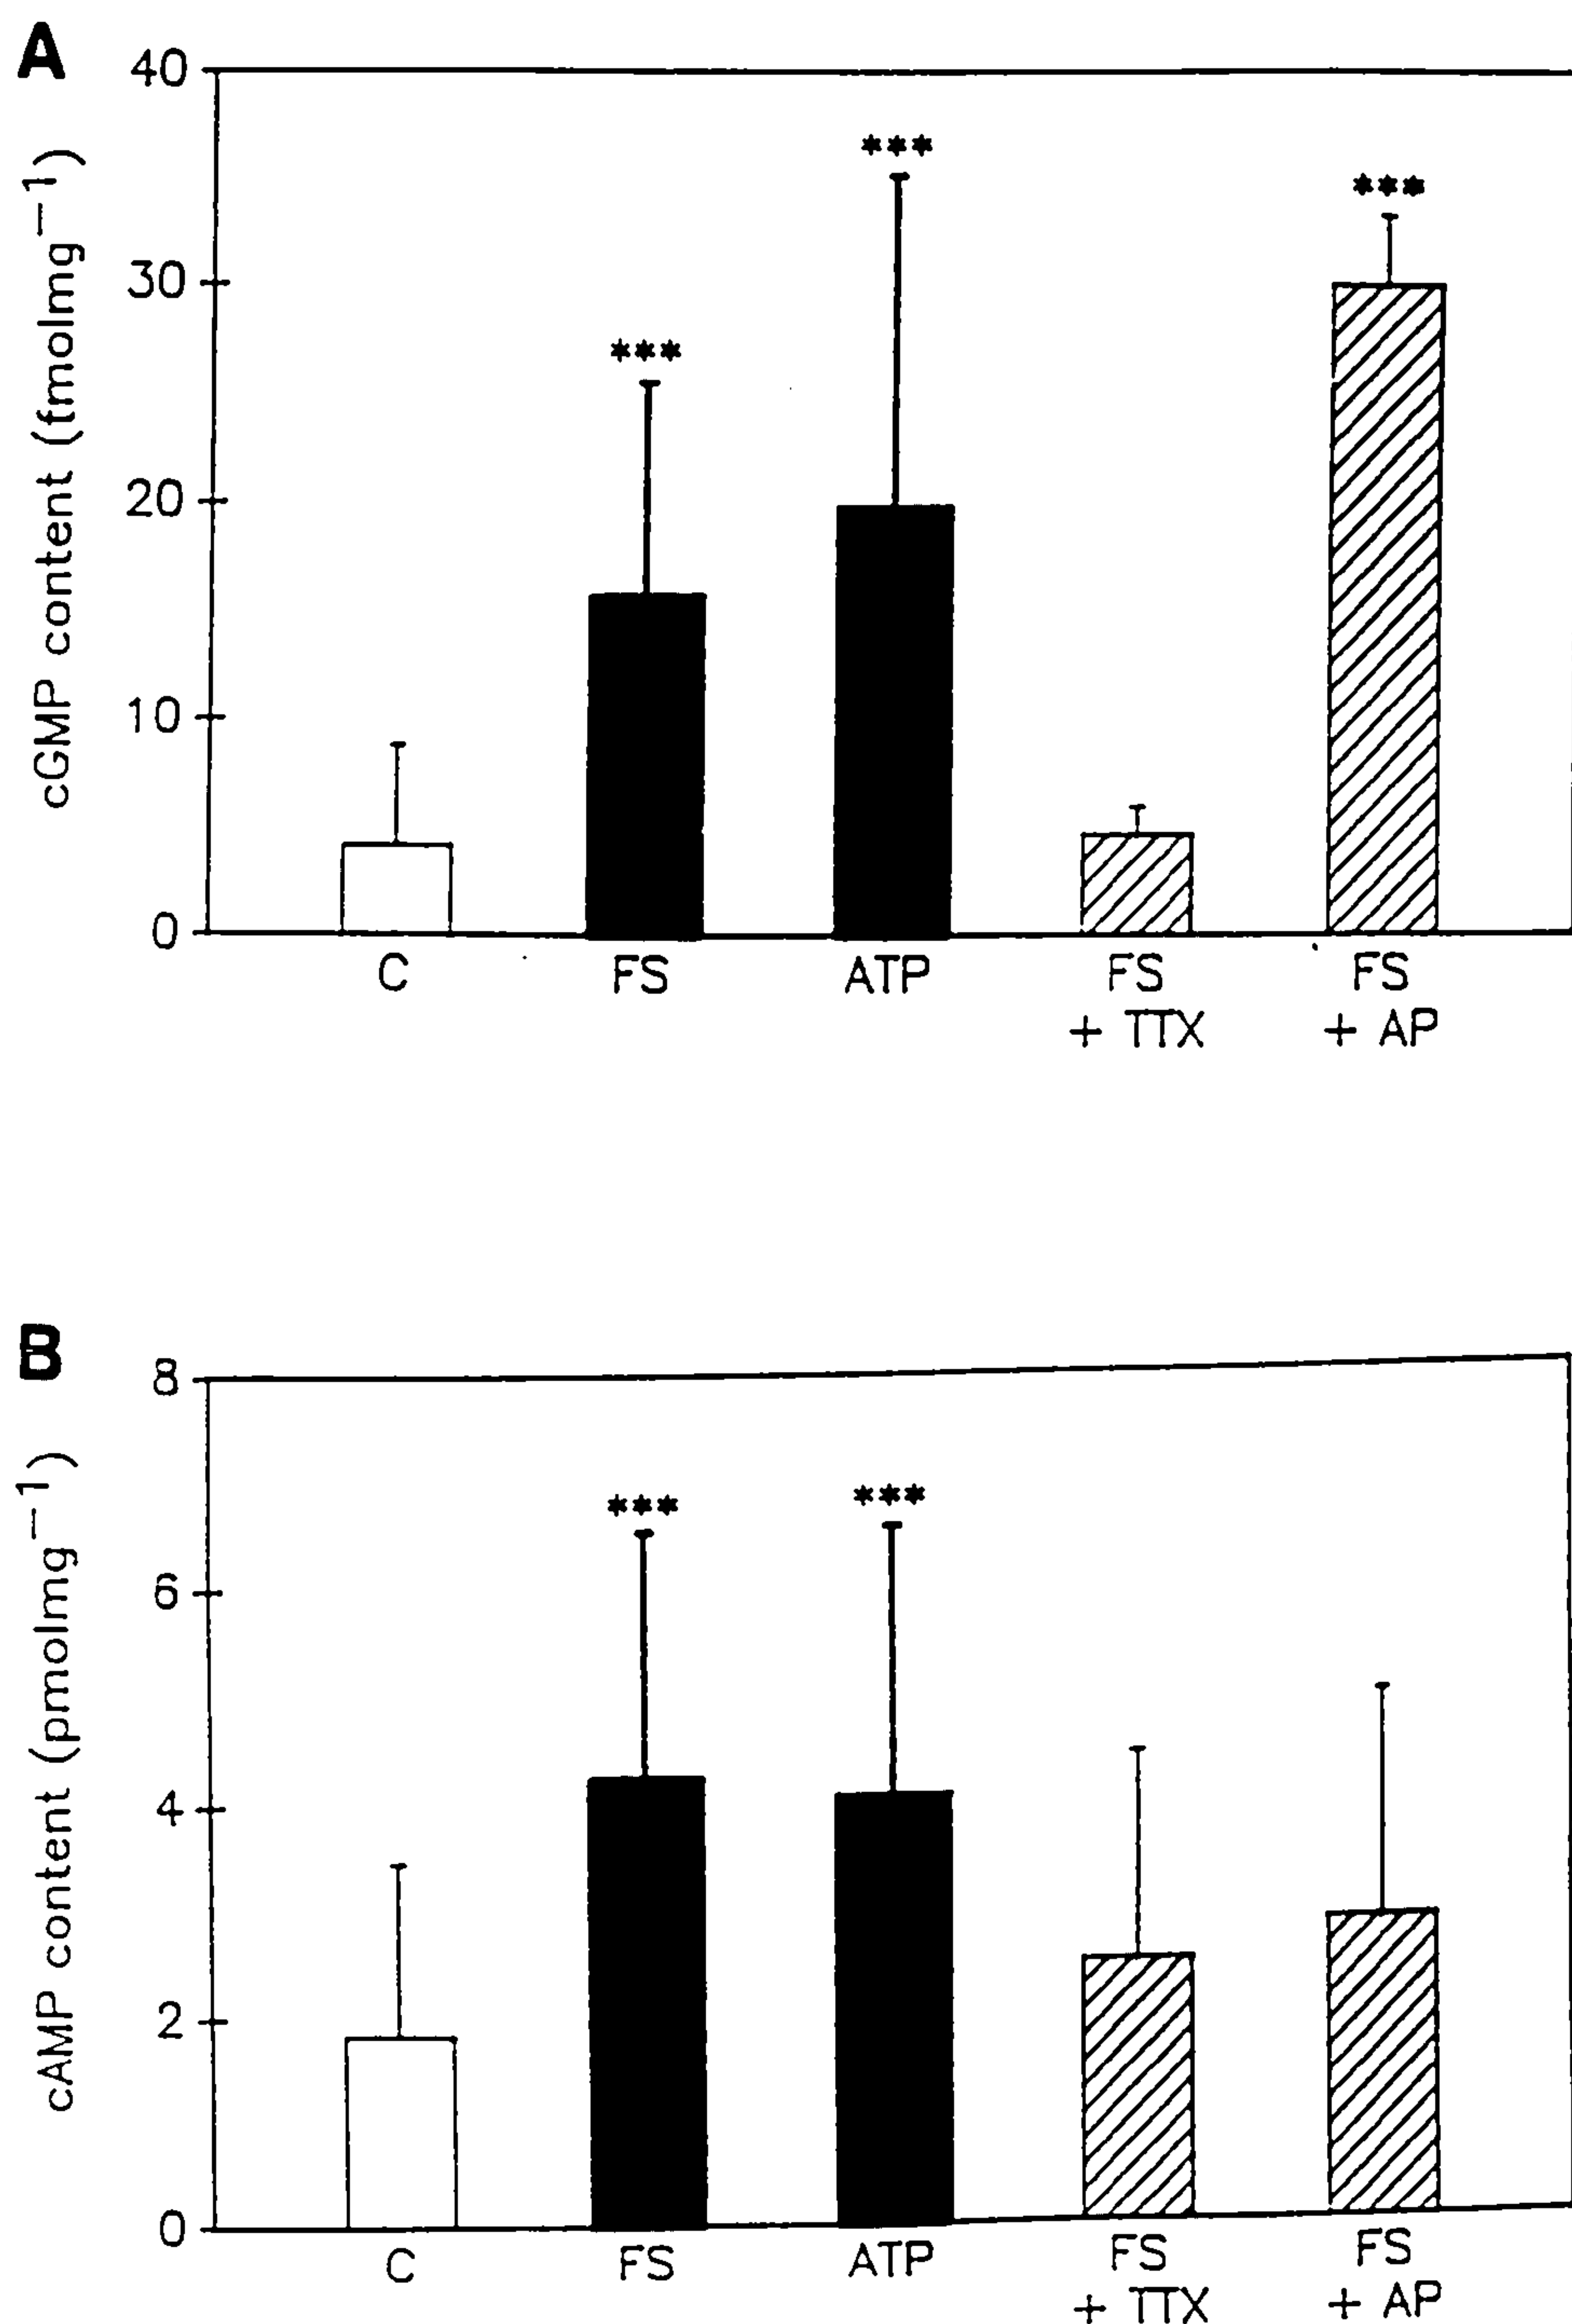 A
40
30
20
10
0
cGMP content (fmolmg⁻¹)
***
***
***
C FS ATP FS FS
+ TTX + AP
B
8
6
4
2
0
cAMP content (pmolmg⁻¹)
*** ***
C FS ATP FS FS
+ TTX + AP